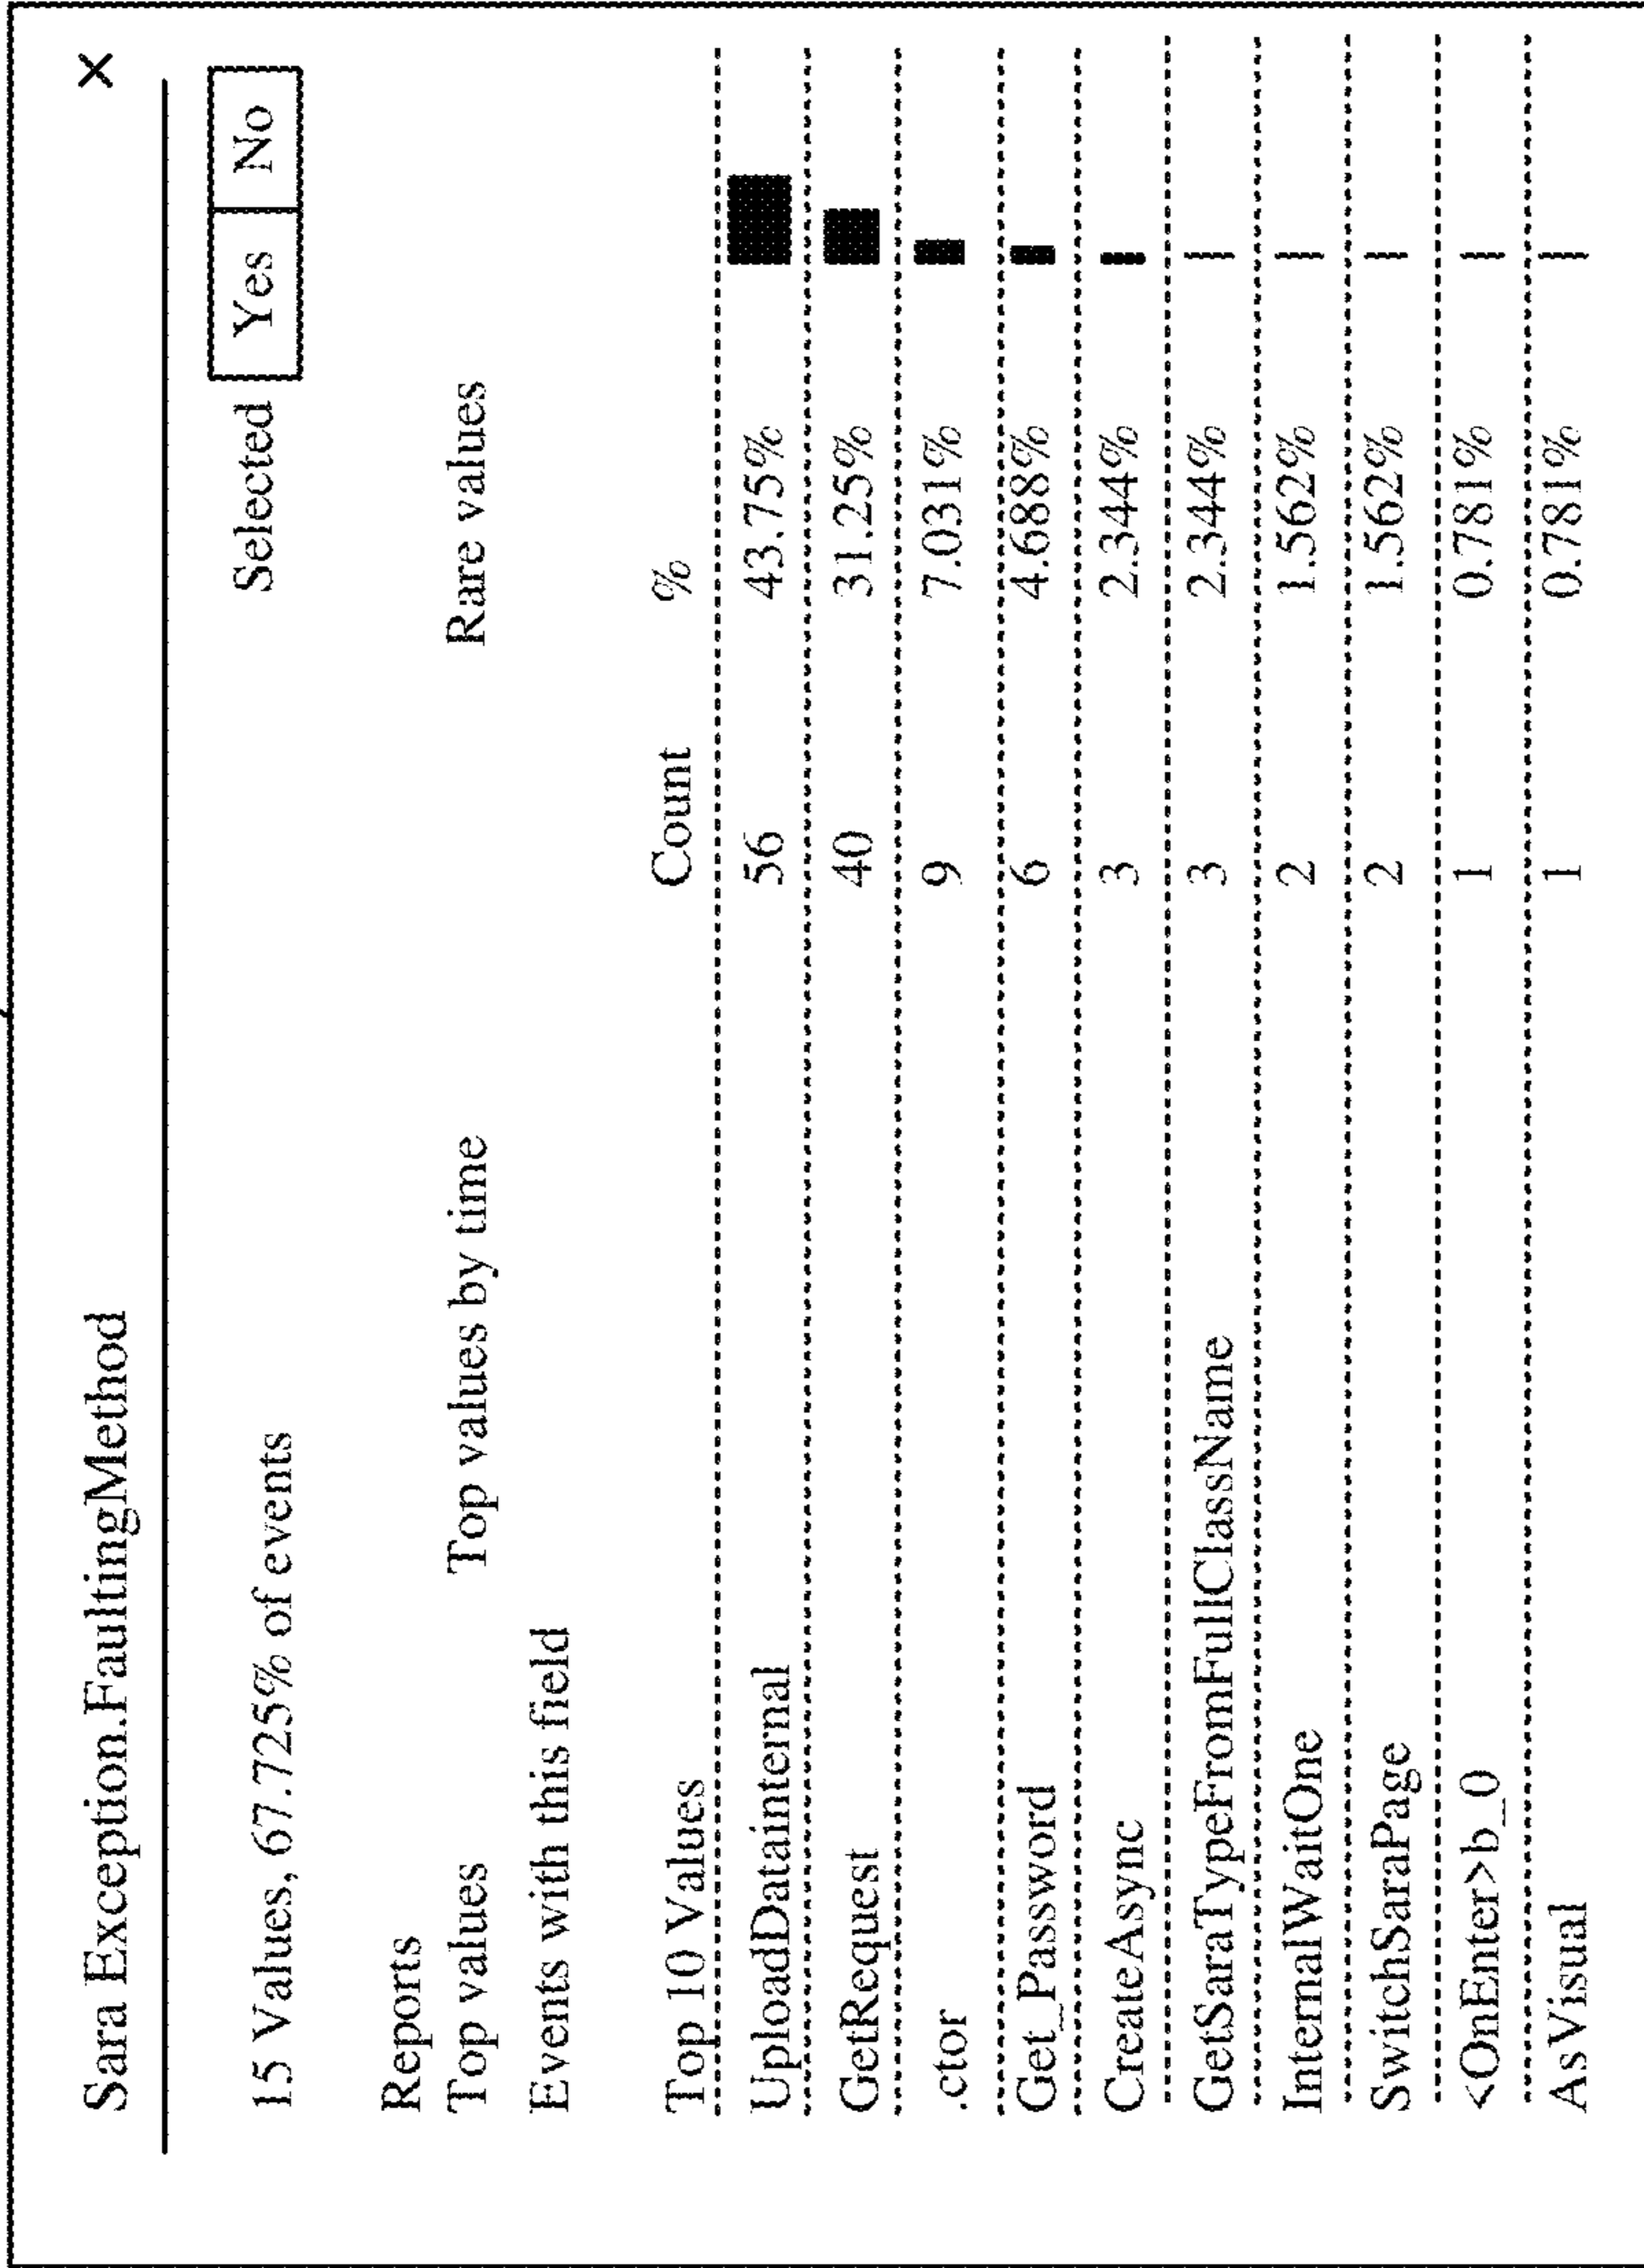 Sara Exception.FaultingMethod X
15 Values, 67.725% of events Selected Yes No
Reports
Top values Top values by time Rare values
Events with this field
Top 10 Values Count %
UploadDatainternal 56 43.75%
GetRequest 40 31.25%
.ctor 9 7.031%
Get_Password 6 4.688%
CreateAsync 3 2.344%
GetSaraTypeFromFullClassName 3 2.344%
InternalWaitOne 2 1.562%
SwitchSaraPage 2 1.562%
<OnEnter>b_0 1 0.781%
AsVisual 1 0.781%